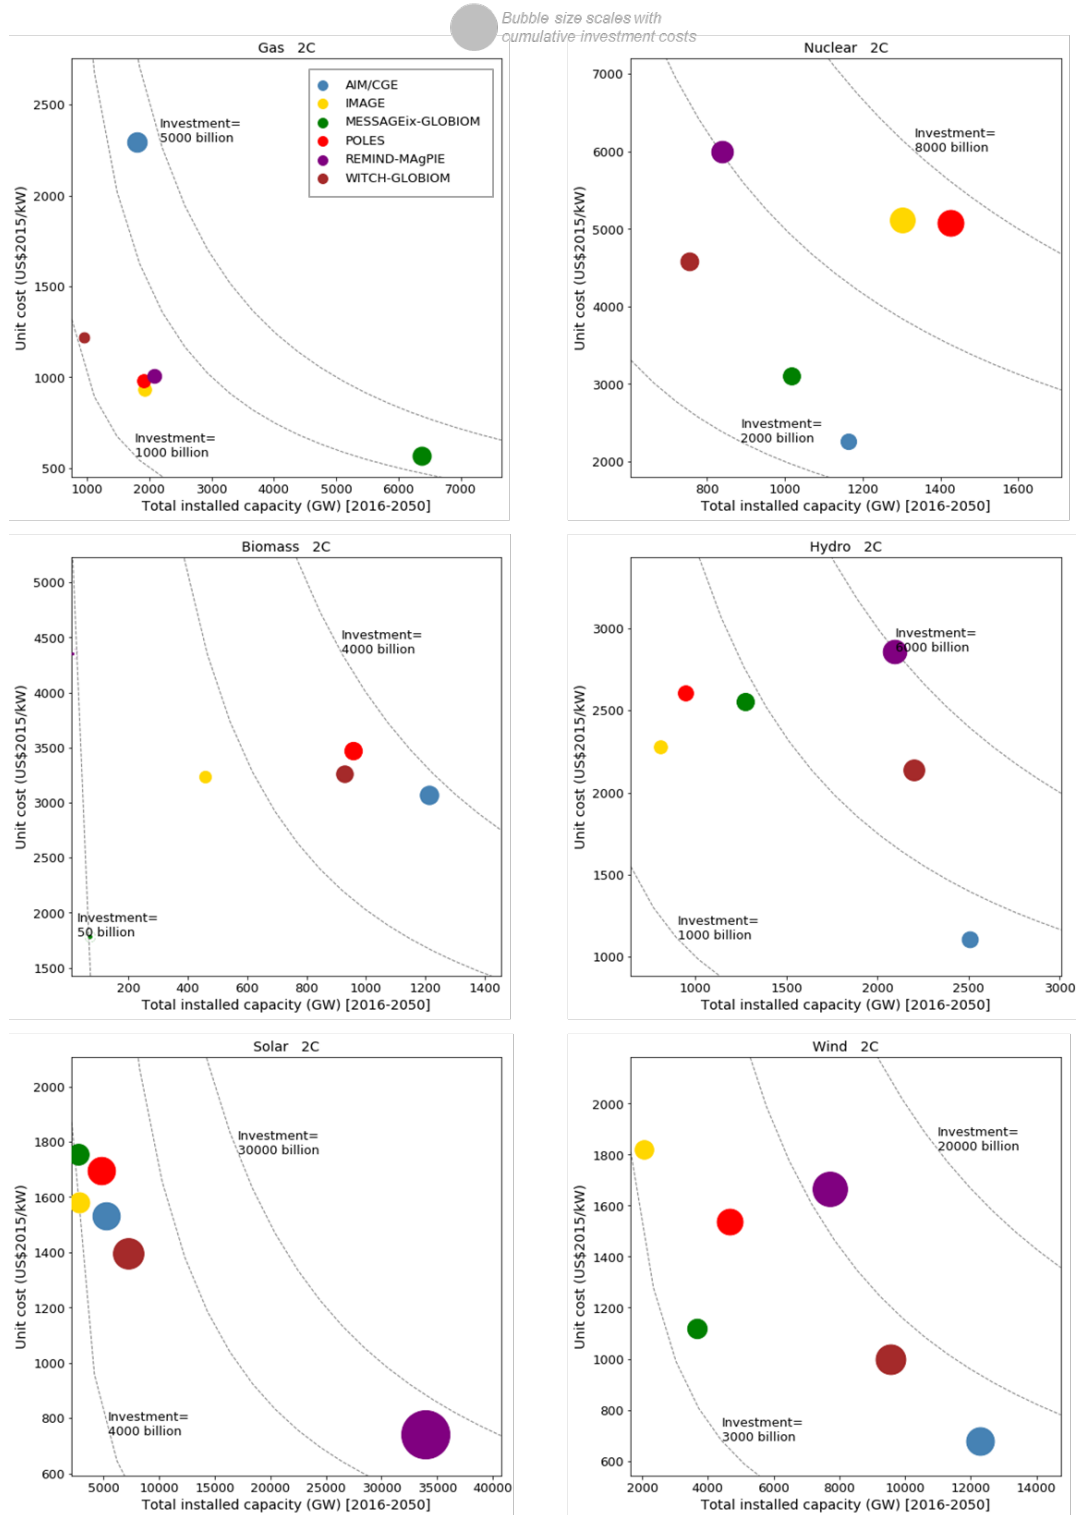 Bubble size scales with
cumulative investment costs
Gas 2C
2500
2000
1500
1000
500
Unit cost (US$2015/kW)
Investment=
5000 billion
AIM/CGE
IMAGE
MESSAGEix-GLOBIOM
POLES
REMIND-MAgPIE
WITCH-GLOBIOM
Investment=
1000 billion
1000 2000 3000 4000 5000 6000 7000
Total installed capacity (GW) [2016-2050]
Nuclear 2C
7000
6000
5000
4000
3000
2000
Unit cost (US$2015/kW)
Investment=
8000 billion
Investment=
2000 billion
800 1000 1200 1400 1600
Total installed capacity (GW) [2016-2050]
Biomass 2C
5000
4500
4000
3500
3000
2500
2000
1500
Unit cost (US$2015/kW)
Investment=
4000 billion
Investment=
50 billion
200 400 600 800 1000 1200 1400
Total installed capacity (GW) [2016-2050]
Hydro 2C
3000
2500
2000
1500
1000
Unit cost (US$2015/kW)
Investment=
6000 billion
Investment=
1000 billion
1000 1500 2000 2500 3000
Total installed capacity (GW) [2016-2050]
Solar 2C
2000
1800
1600
1400
1200
1000
800
600
Unit cost (US$2015/kW)
Investment=
30000 billion
Investment=
4000 billion
5000 10000 15000 20000 25000 30000 35000 40000
Total installed capacity (GW) [2016-2050]
Wind 2C
2000
1800
1600
1400
1200
1000
800
600
Unit cost (US$2015/kW)
Investment=
20000 billion
Investment=
3000 billion
2000 4000 6000 8000 10000 12000 14000
Total installed capacity (GW) [2016-2050]